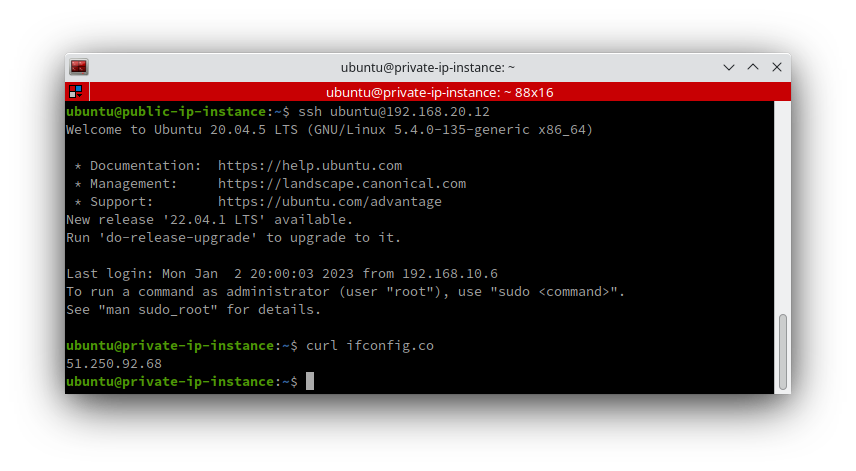 ubuntu@private-ip-instance: ~
ubuntu@private-ip-instance: ~ 88x16
ubuntu@public-ip-instance:~$ ssh ubuntu@192.168.20.12
Welcome to Ubuntu 20.04.5 LTS (GNU/Linux 5.4.0-135-generic x86_64)
* Documentation:  https://help.ubuntu.com
* Management:     https://landscape.canonical.com
* Support:        https://ubuntu.com/advantage
New release '22.04.1 LTS' available.
Run 'do-release-upgrade' to upgrade to it.
Last login: Mon Jan  2 20:00:03 2023 from 192.168.10.6
To run a command as administrator (user "root"), use "sudo <command>".
See "man sudo_root" for details.
ubuntu@private-ip-instance:~$ curl ifconfig.co
51.250.92.68
ubuntu@private-ip-instance:~$